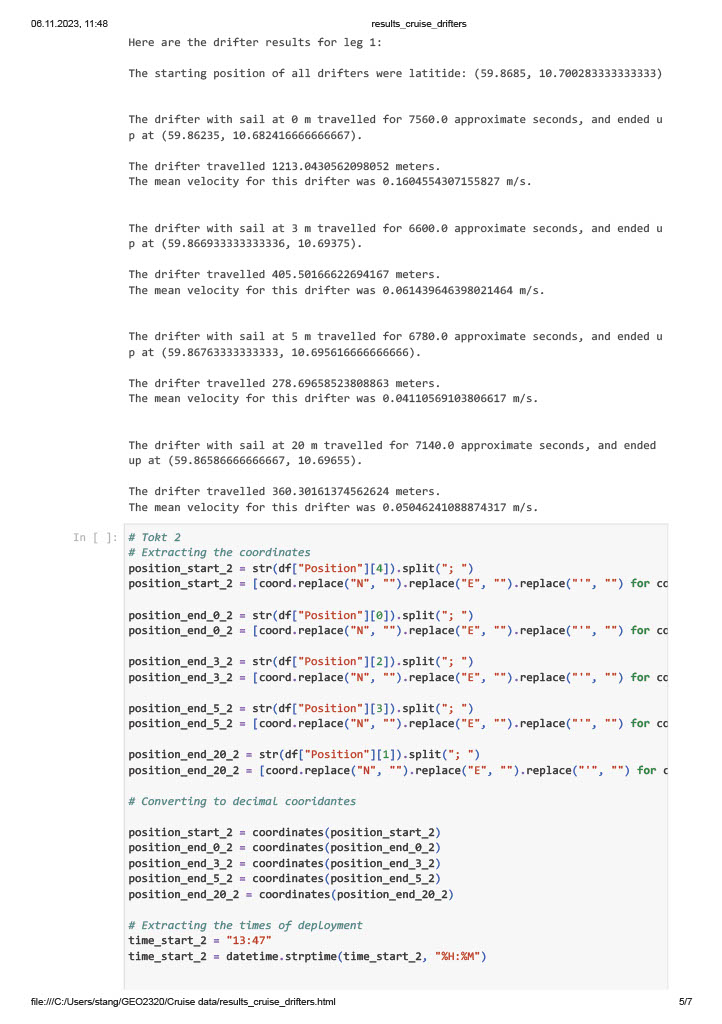 06.11.2023, 11:48
results_cruise_drifters
Here are the drifter results for leg 1:
The starting position of all drifters were latitide: (59.8685, 10.700283333333333)
The drifter with sail at 0 m travelled for 7560.0 approximate seconds, and ended u
p at (59.86235, 10.682416666666667).
The drifter travelled 1213.0430562098052 meters.
The mean velocity for this drifter was 0.1604554307155827 m/s.
The drifter with sail at 3 m travelled for 6600.0 approximate seconds, and ended u
p at (59.866933333333336, 10.69375).
The drifter travelled 405.50166622694167 meters.
The mean velocity for this drifter was 0.061439646398021464 m/s.
The drifter with sail at 5 m travelled for 6780.0 approximate seconds, and ended u
p at (59.86763333333333, 10.695616666666666).
The drifter travelled 278.69658523808863 meters.
The mean velocity for this drifter was 0.04110569103806617 m/s.
The drifter with sail at 20 m travelled for 7140.0 approximate seconds, and ended
up at (59.86586666666667, 10.69655).
The drifter travelled 360.30161374562624 meters.
The mean velocity for this drifter was 0.05046241088874317 m/s.
In [ ]: # Tokt 2
# Extracting the coordinates
position_start_2 = str(df["Position"][4]).split("; ")
position_start_2 = [coord.replace("N", "").replace("E", "").replace("'", "") for co
position_end_0_2 = str(df["Position"][0]).split("; ")
position_end_0_2 = [coord.replace("N", "").replace("E", "").replace("'", "") for co
position_end_3_2 = str(df["Position"][2]).split("; ")
position_end_3_2 = [coord.replace("N", "").replace("E", "").replace("'", "") for co
position_end_5_2 = str(df["Position"][3]).split("; ")
position_end_5_2 = [coord.replace("N", "").replace("E", "").replace("'", "") for co
position_end_20_2 = str(df["Position"][1]).split("; ")
position_end_20_2 = [coord.replace("N", "").replace("E", "").replace("'", "") for c
# Converting to decimal cooridantes
position_start_2 = coordinates(position_start_2)
position_end_0_2 = coordinates(position_end_0_2)
position_end_3_2 = coordinates(position_end_3_2)
position_end_5_2 = coordinates(position_end_5_2)
position_end_20_2 = coordinates(position_end_20_2)
# Extracting the times of deployment
time_start_2 = "13:47"
time_start_2 = datetime.strptime(time_start_2, "%H:%M")
file:///C:/Users/stang/GEO2320/Cruise data/results_cruise_drifters.html
5/7